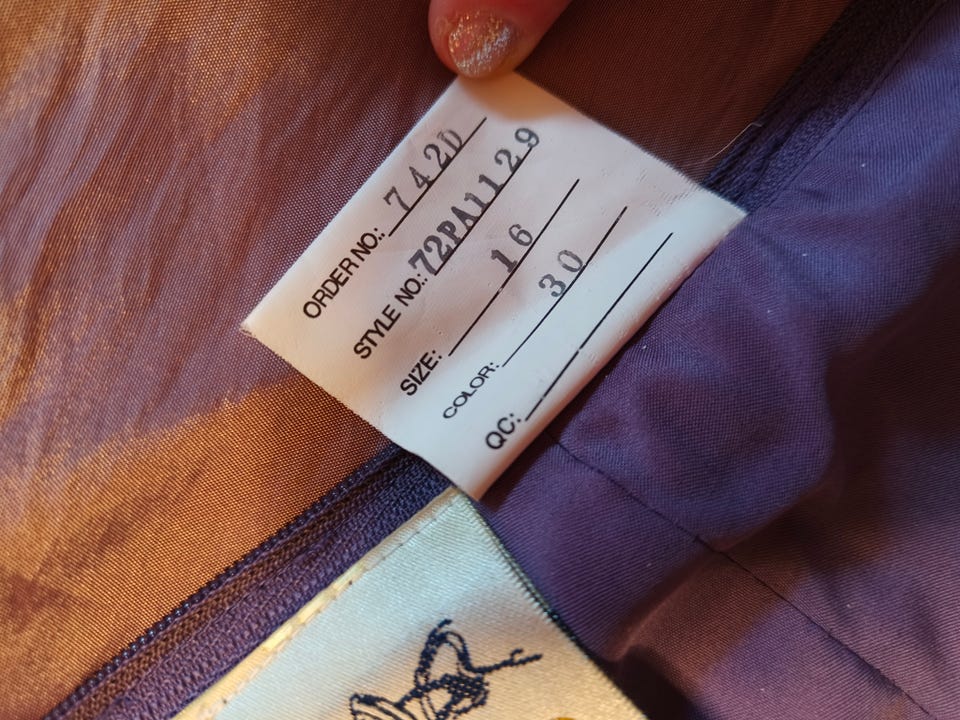 ORDER NO.: 742D
STYLE NO.: 72PA1129
SIZE: 16
COLOR: 30
QC: